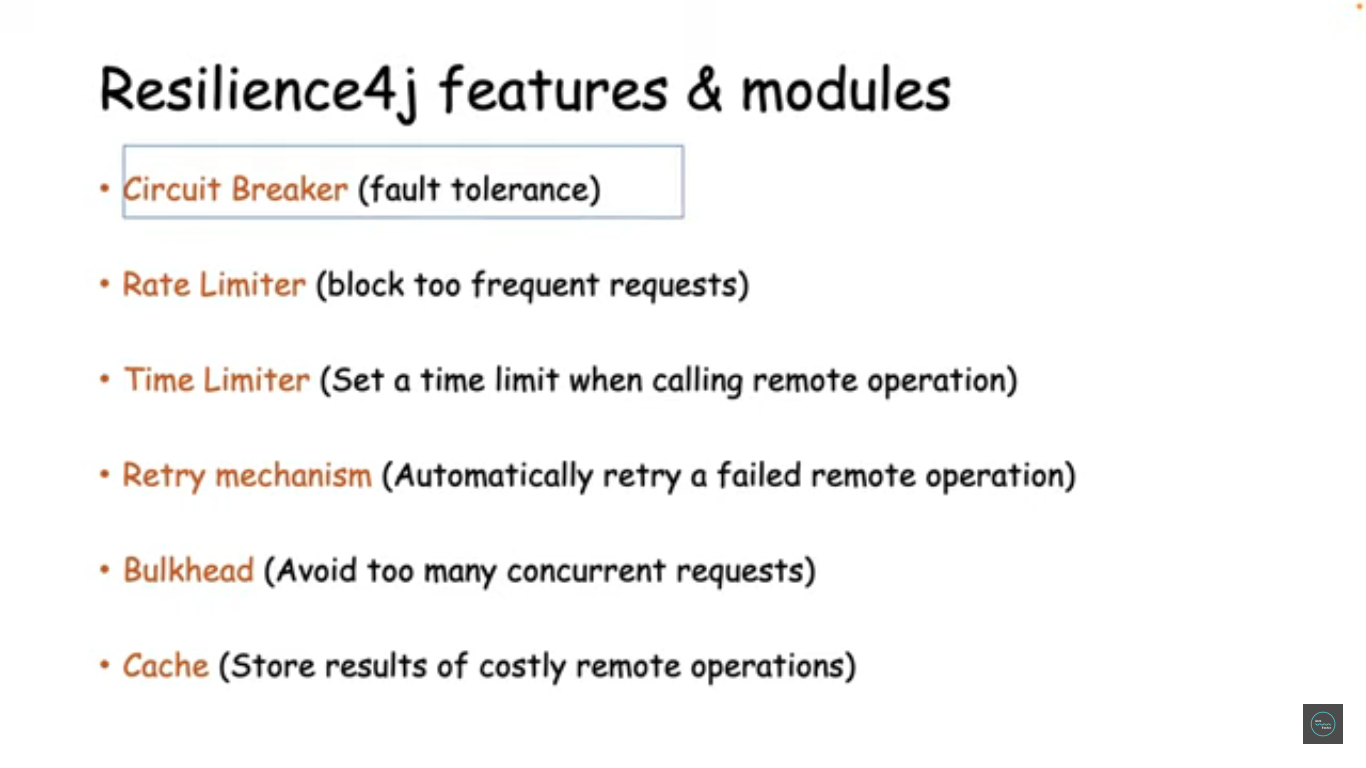 Resilience4j features & modules
• Circuit Breaker (fault tolerance)
• Rate Limiter (block too frequent requests)
• Time Limiter (Set a time limit when calling remote operation)
• Retry mechanism (Automatically retry a failed remote operation)
• Bulkhead (Avoid too many concurrent requests)
• Cache (Store results of costly remote operations)